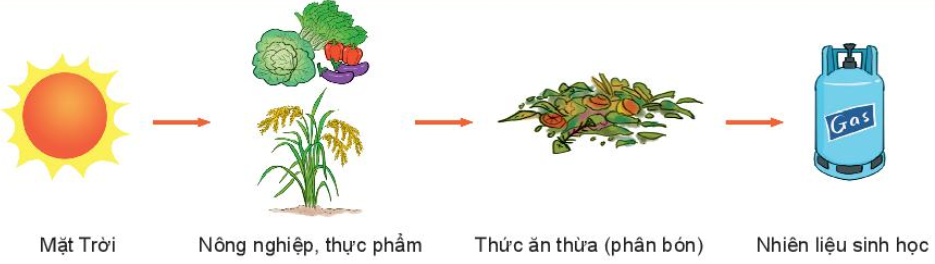 Gas
Mặt Trời
Nông nghiệp, thực phẩm
Thức ăn thừa (phân bón)
Nhiên liệu sinh học